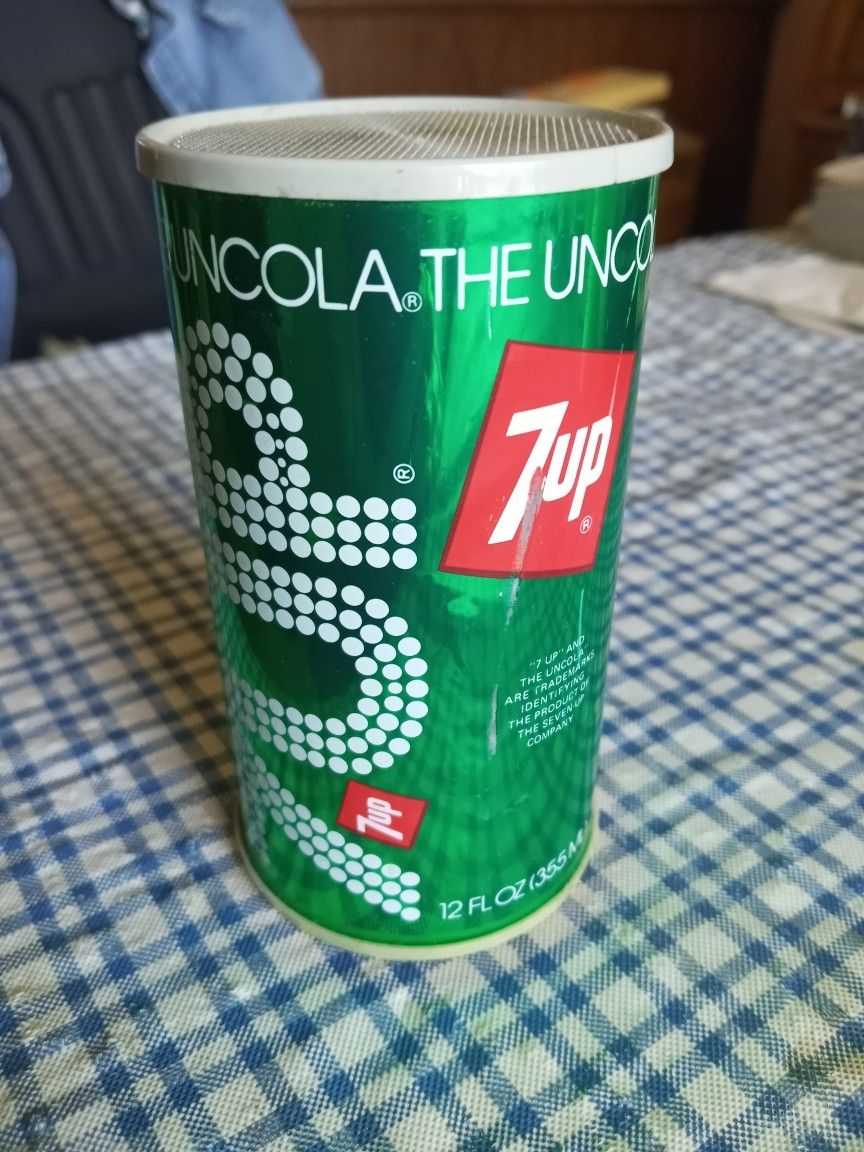 UNCOLA® THE UNCO
7up®
®
up
7up
"7 UP" AND
THE UNCOLA
ARE TRADEMARKS
IDENTIFYING
THE PRODUCT OF
THE SEVEN UP
COMPANY
12 FL OZ (355 M